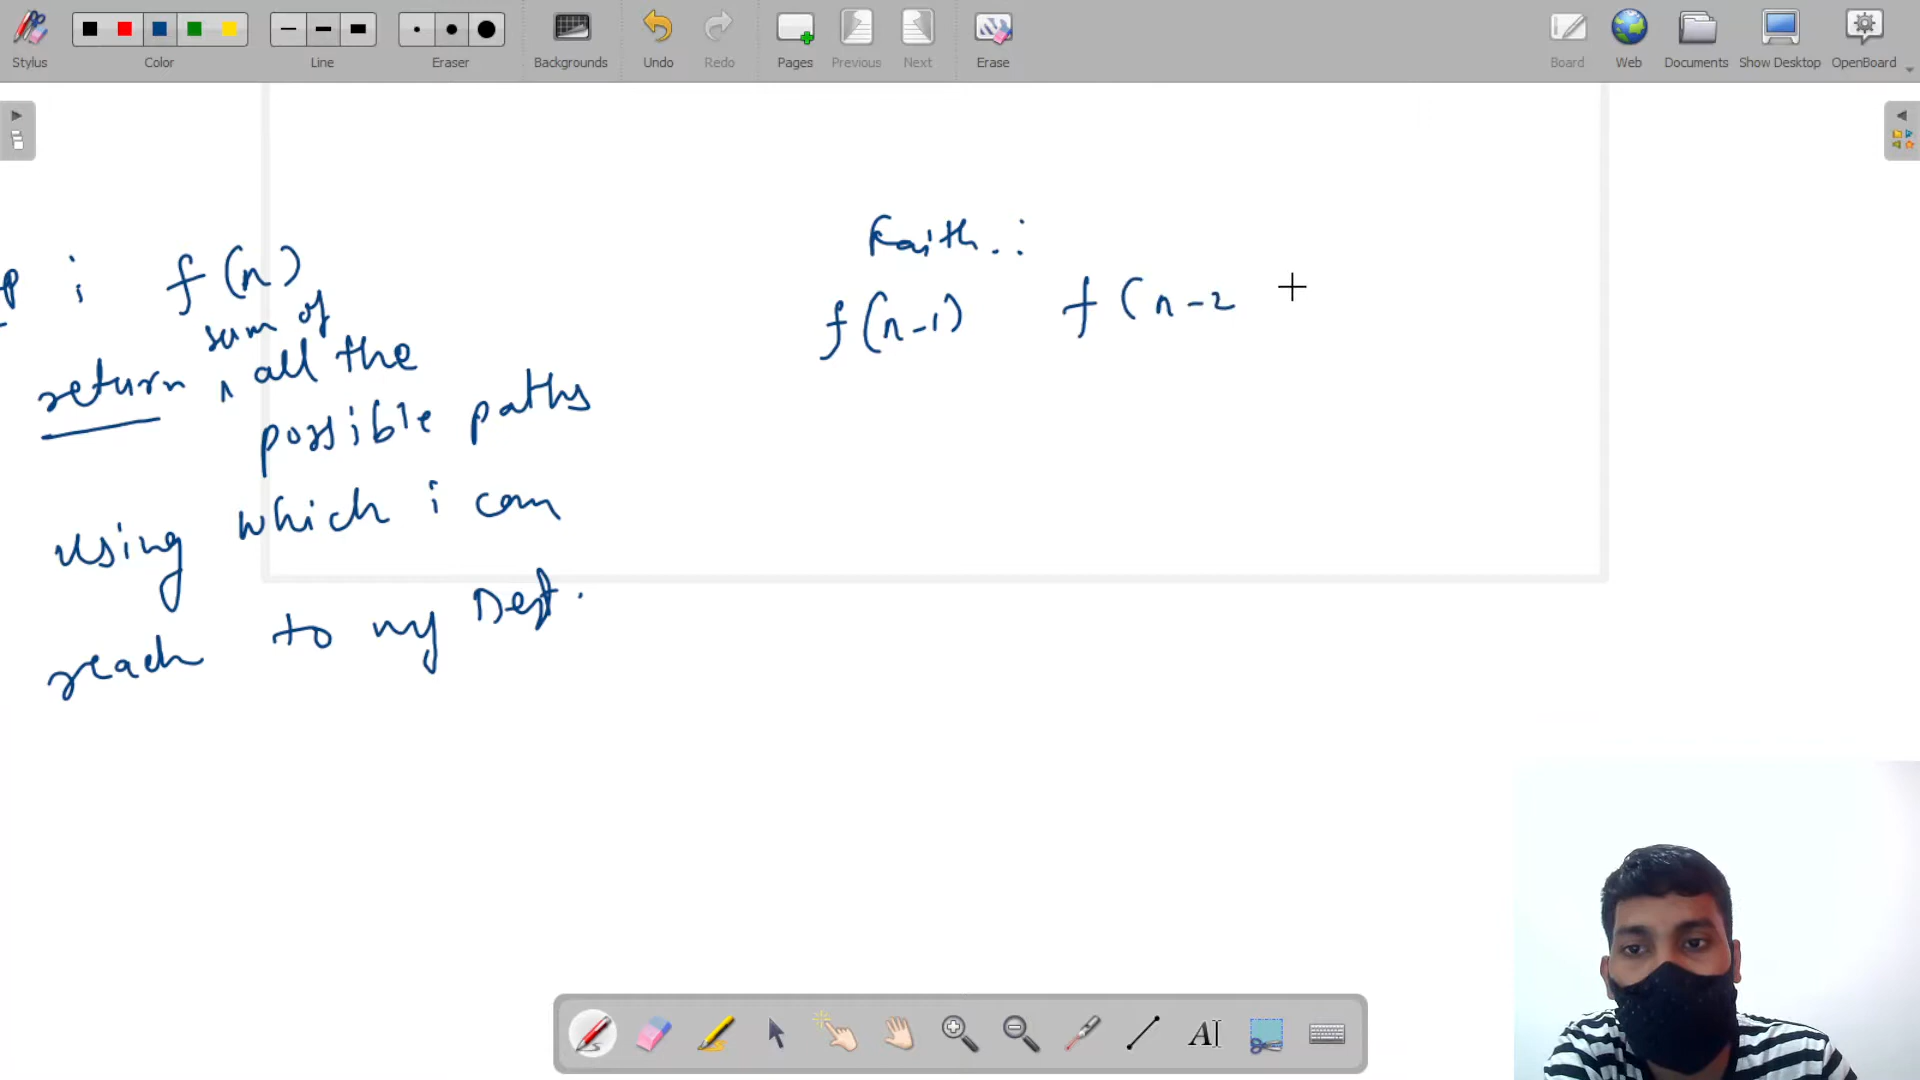 Stylus Color Line Eraser Backgrounds Undo Redo Pages Previous Next Erase Board Web Documents Show Desktop OpenBoard
p ; f(n)
sum of
return ^ all the
possible paths
using which i can
reach to my Dest.
Faith.:
f(n-1) f(n-2
AI